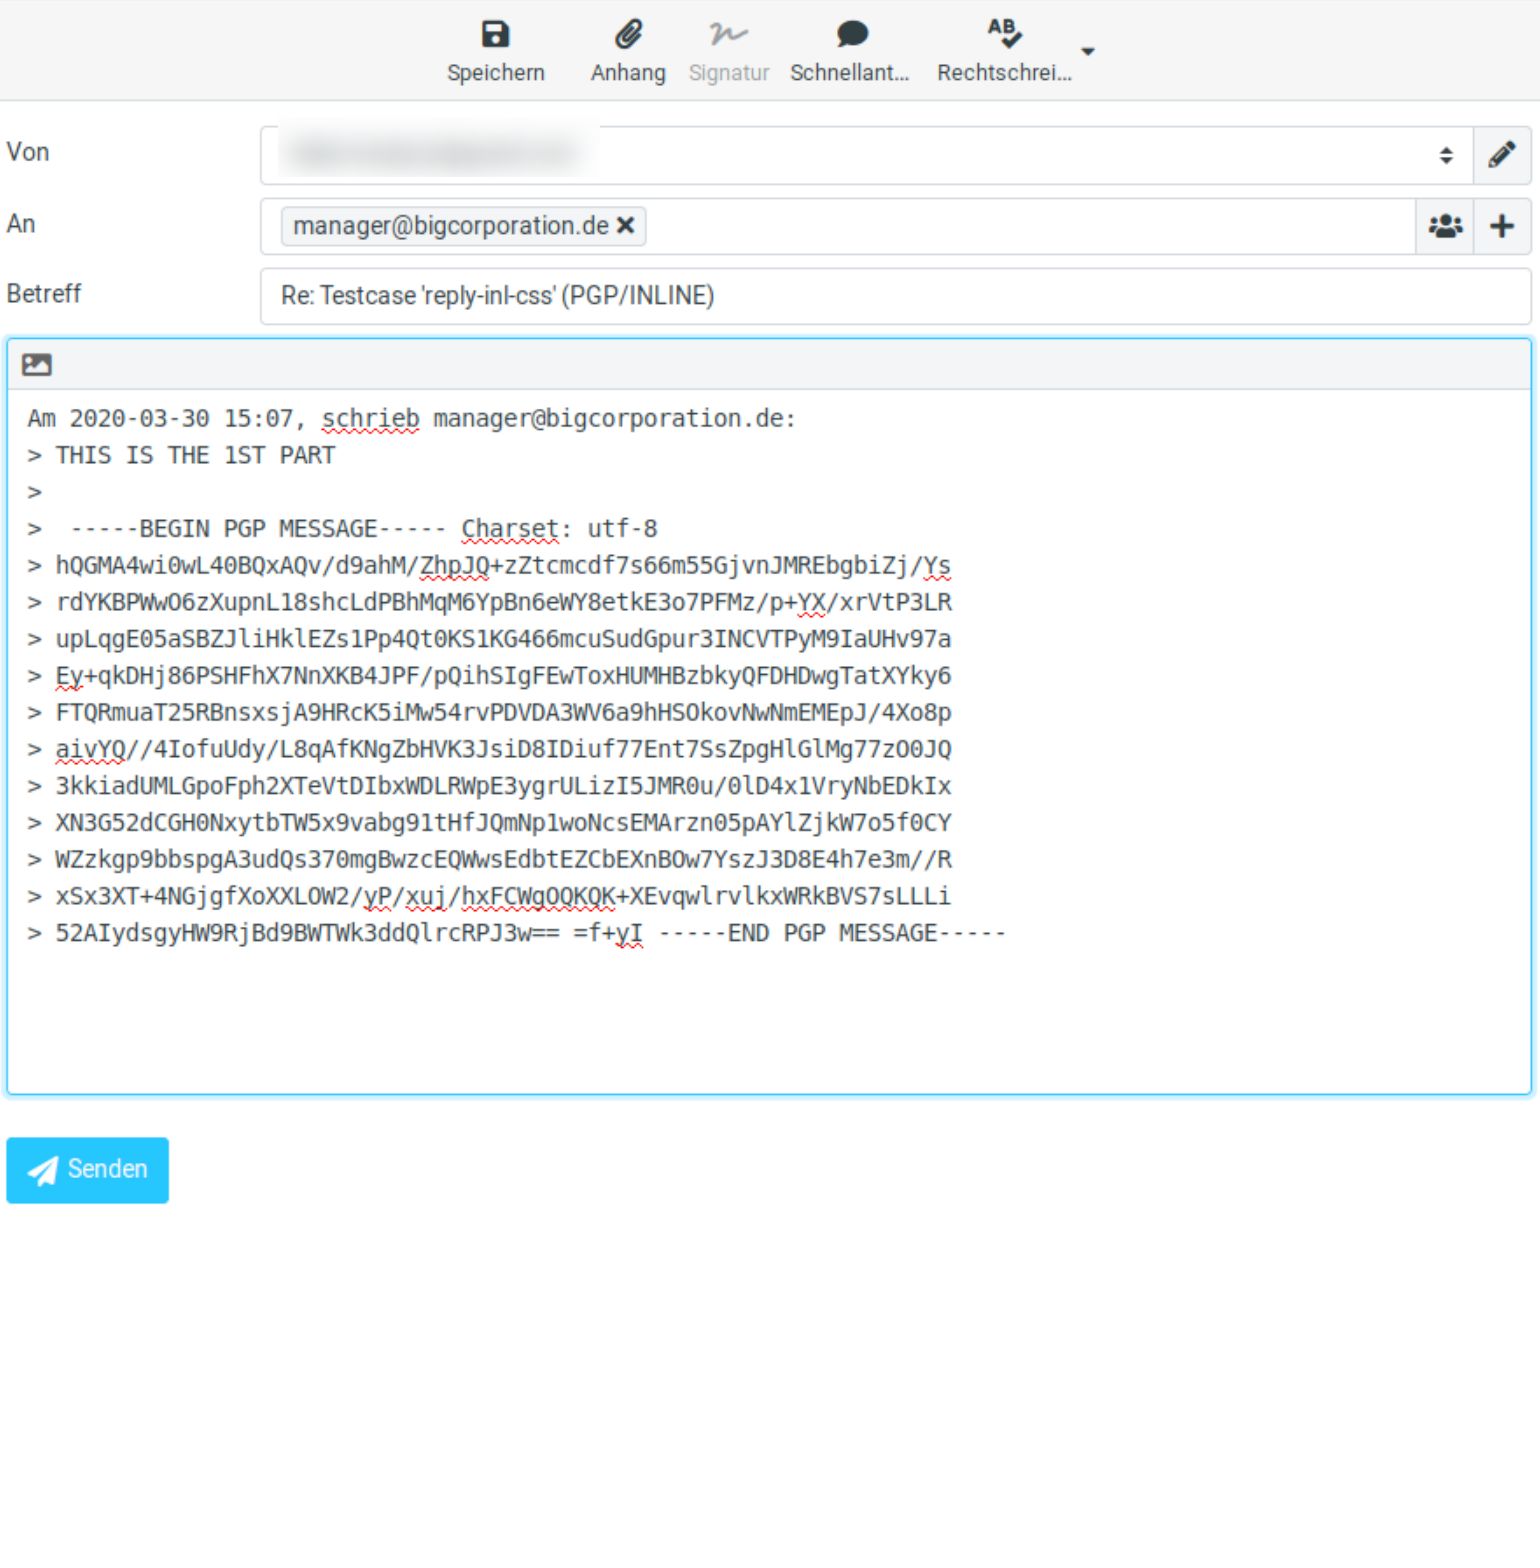 Speichern Anhang Signatur Schnellant... Rechtschrei...
Von
An manager@bigcorporation.de
Betreff Re: Testcase 'reply-inl-css' (PGP/INLINE)
Am 2020-03-30 15:07, schrieb manager@bigcorporation.de:
> THIS IS THE 1ST PART
>
>  -----BEGIN PGP MESSAGE----- Charset: utf-8
> hQGMA4wi0wL40BQxAQv/d9ahM/ZhpJQ+zZtcmcdf7s66m55GjvnJMREbgbiZj/Ys
> rdYKBPWwO6zXupnL18shcLdPBhMqM6YpBn6eWY8etkE3o7PFMz/p+YX/xrVtP3LR
> upLqgE05aSBZJliHklEZs1Pp4Qt0KS1KG466mcuSudGpur3INCVTPyM9IaUHv97a
> Ey+qkDHj86PSHFhX7NnXKB4JPF/pQihSIgFEwToxHUMHBzbkyQFDHDwgTatXYky6
> FTQRmuaT25RBnsxsjA9HRcK5iMw54rvPDVDA3WV6a9hHSOkovNwNmEMEpJ/4Xo8p
> aivYQ//4IofuUdy/L8qAfKNgZbHVK3JsiD8IDiuf77Ent7SsZpgHlGlMg77zO0JQ
> 3kkiadUMLGpoFph2XTeVtDIbxWDLRWpE3ygrULizI5JMR0u/0lD4x1VryNbEDkIx
> XN3G52dCGH0NxytbTW5x9vabg91tHfJQmNp1woNcsEMArzn05pAYlZjkW7o5f0CY
> WZzkgp9bbspgA3udQs370mgBwzcEQWwsEdbtEZCbEXnBOw7YszJ3D8E4h7e3m//R
> xSx3XT+4NGjgfXoXXLOW2/yP/xuj/hxFCWgOQKQK+XEvqwlrvlkxWRkBVS7sLLLi
> 52AIydsgyHW9RjBd9BWTWk3ddQlrcRPJ3w== =f+yI -----END PGP MESSAGE-----
Senden